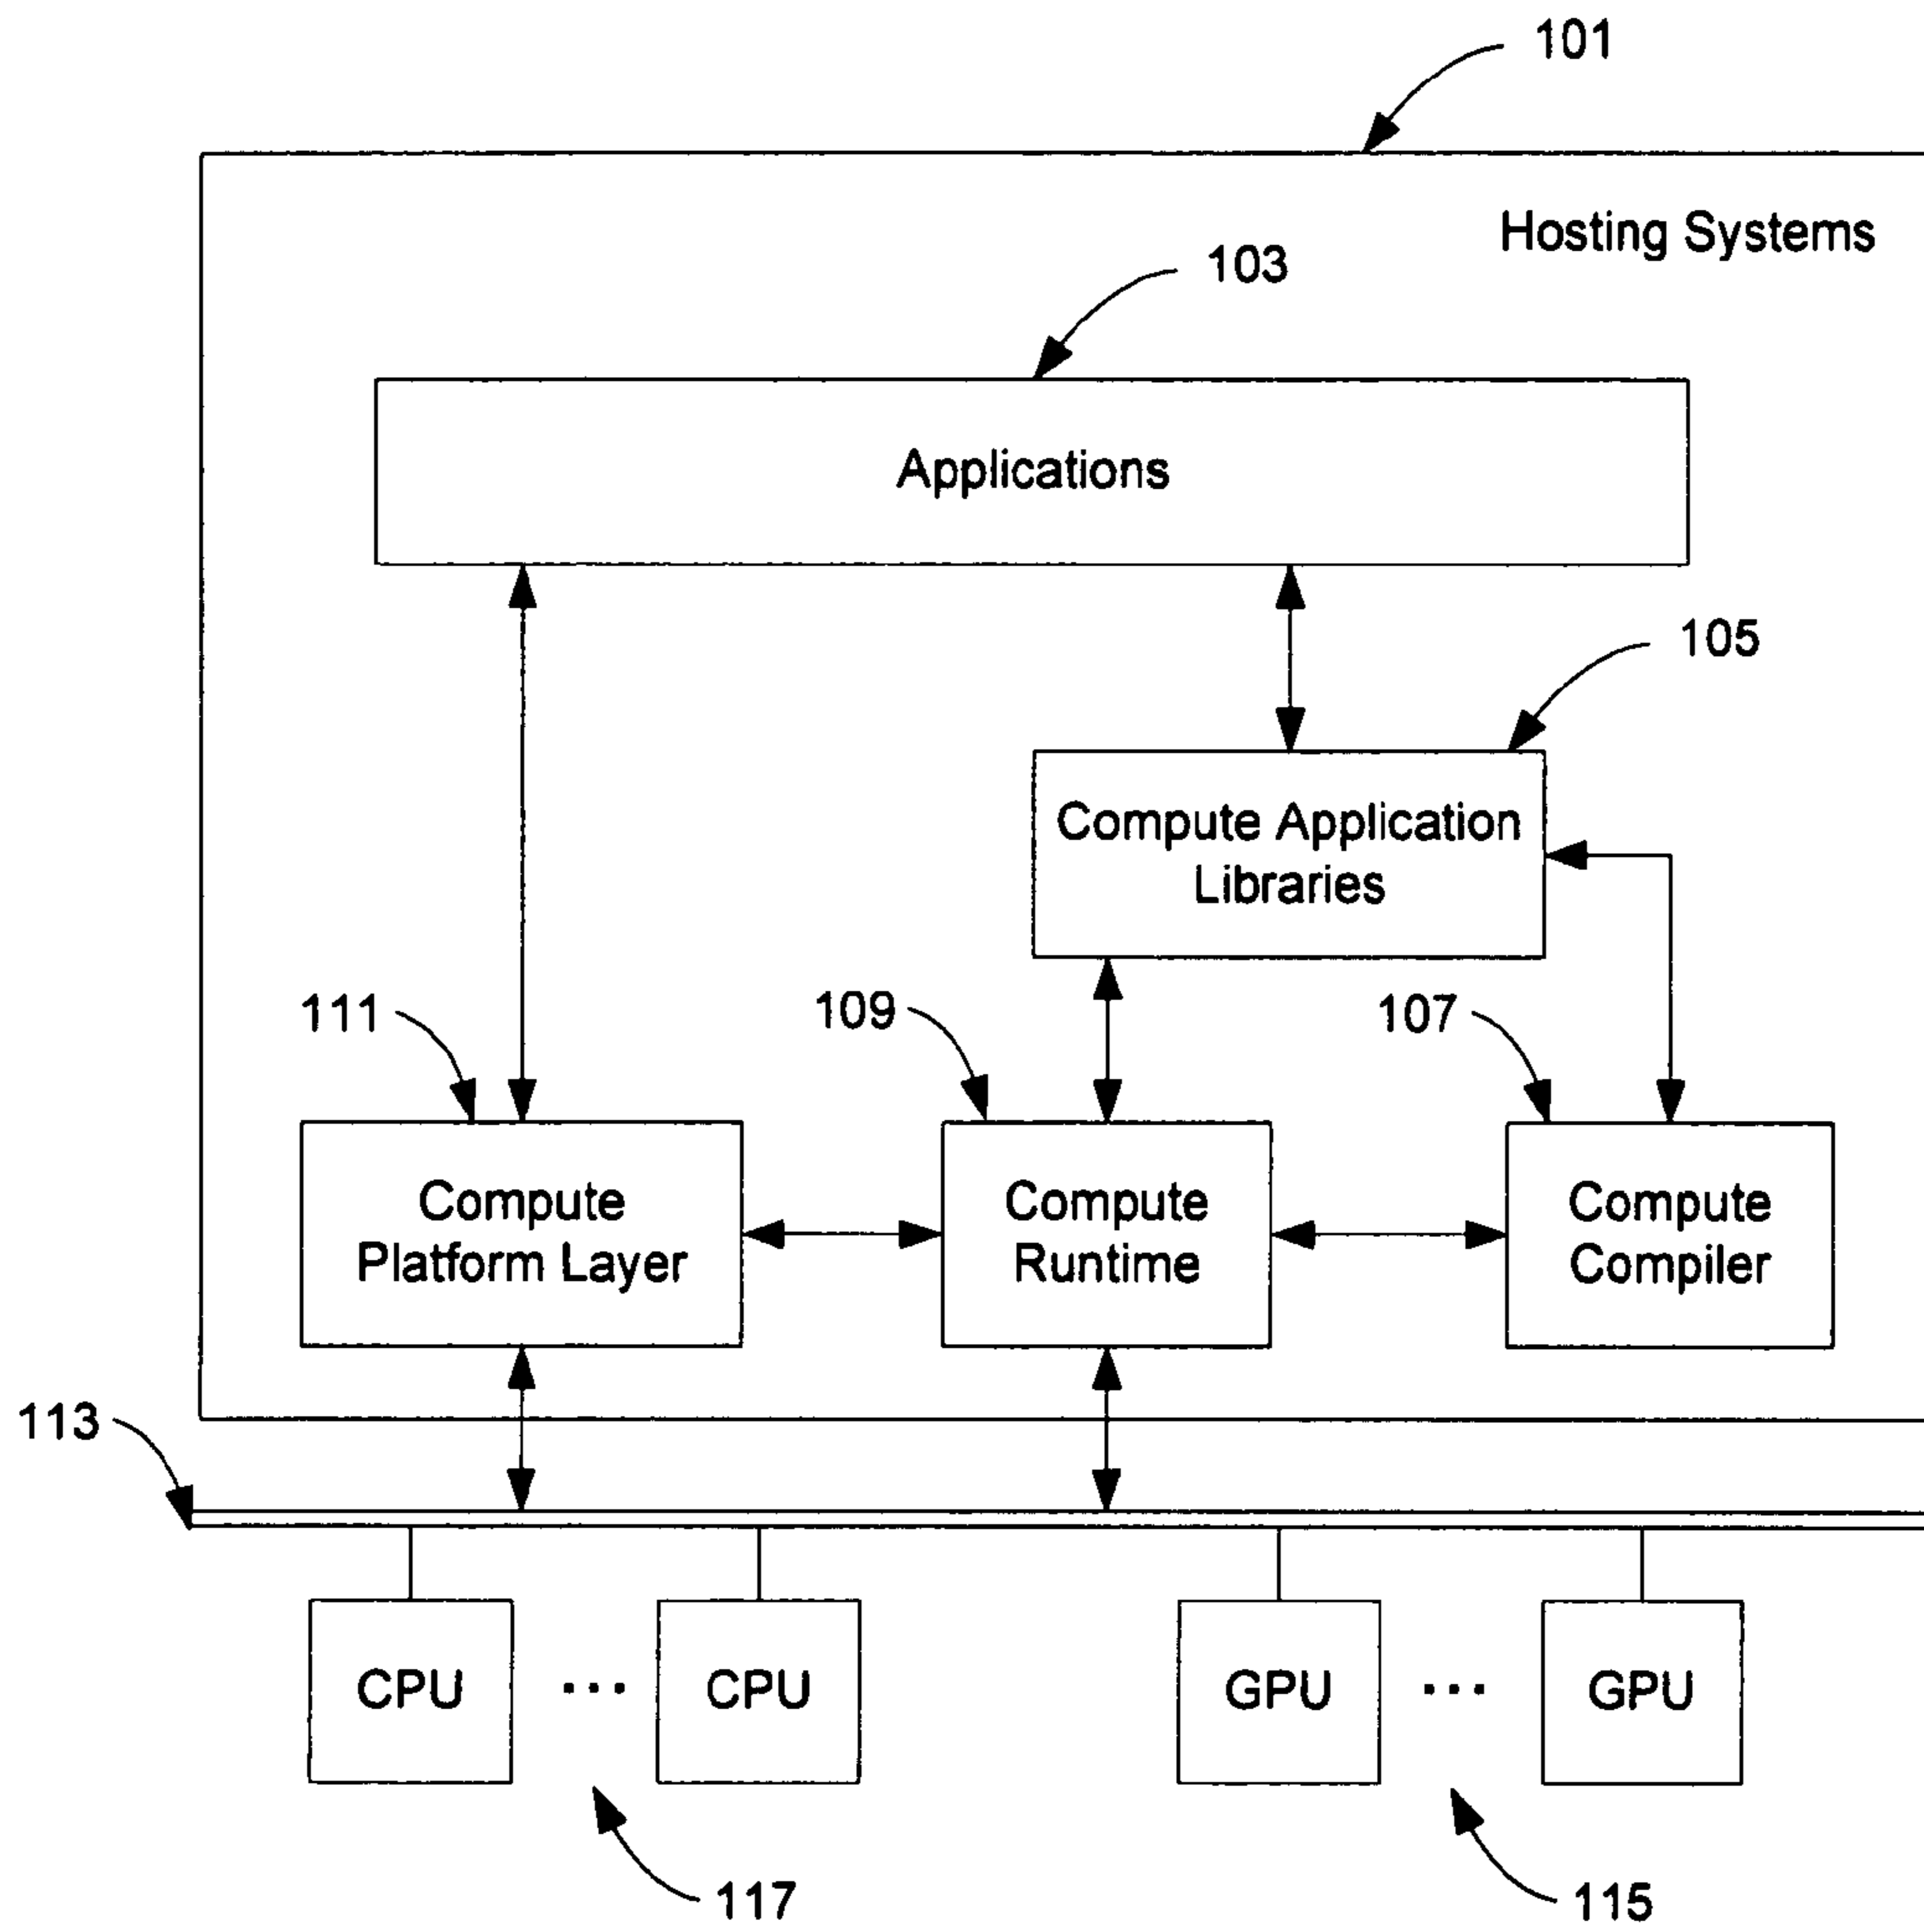 101
Hosting Systems
103
Applications
105
Compute Application
Libraries
111
109
107
Compute
Platform Layer
Compute
Runtime
Compute
Compiler
113
CPU
...
CPU
GPU
...
GPU
117
115